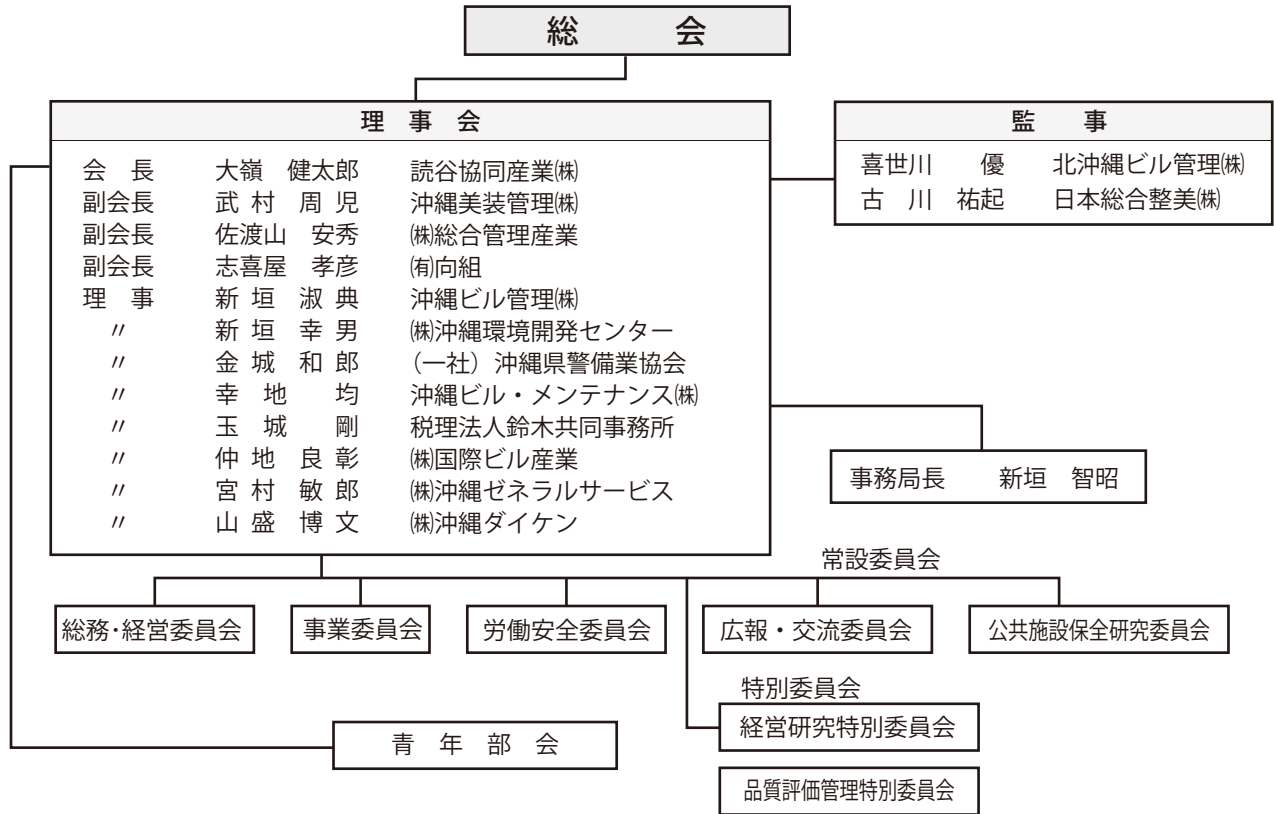 総　会
理　事　会
会　長　大嶺　健太郎　読谷協同産業㈱
副会長　武村　周児　沖縄美装管理㈱
副会長　佐渡山　安秀　㈱総合管理産業
副会長　志喜屋　孝彦　㈲向組
理　事　新垣　淑典　沖縄ビル管理㈱
〃　新垣　幸男　㈱沖縄環境開発センター
〃　金城　和郎　（一社）沖縄県警備業協会
〃　幸地　均　沖縄ビル・メンテナンス㈱
〃　玉城　剛　税理法人鈴木共同事務所
〃　仲地　良彰　㈱国際ビル産業
〃　宮村　敏郎　㈱沖縄ゼネラルサービス
〃　山盛　博文　㈱沖縄ダイケン
監　事
喜世川　優　北沖縄ビル管理㈱
古川　祐起　日本総合整美㈱
事務局長　新垣　智昭
常設委員会
総務・経営委員会
事業委員会
労働安全委員会
広報・交流委員会
公共施設保全研究委員会
特別委員会
経営研究特別委員会
青　年　部　会
品質評価管理特別委員会